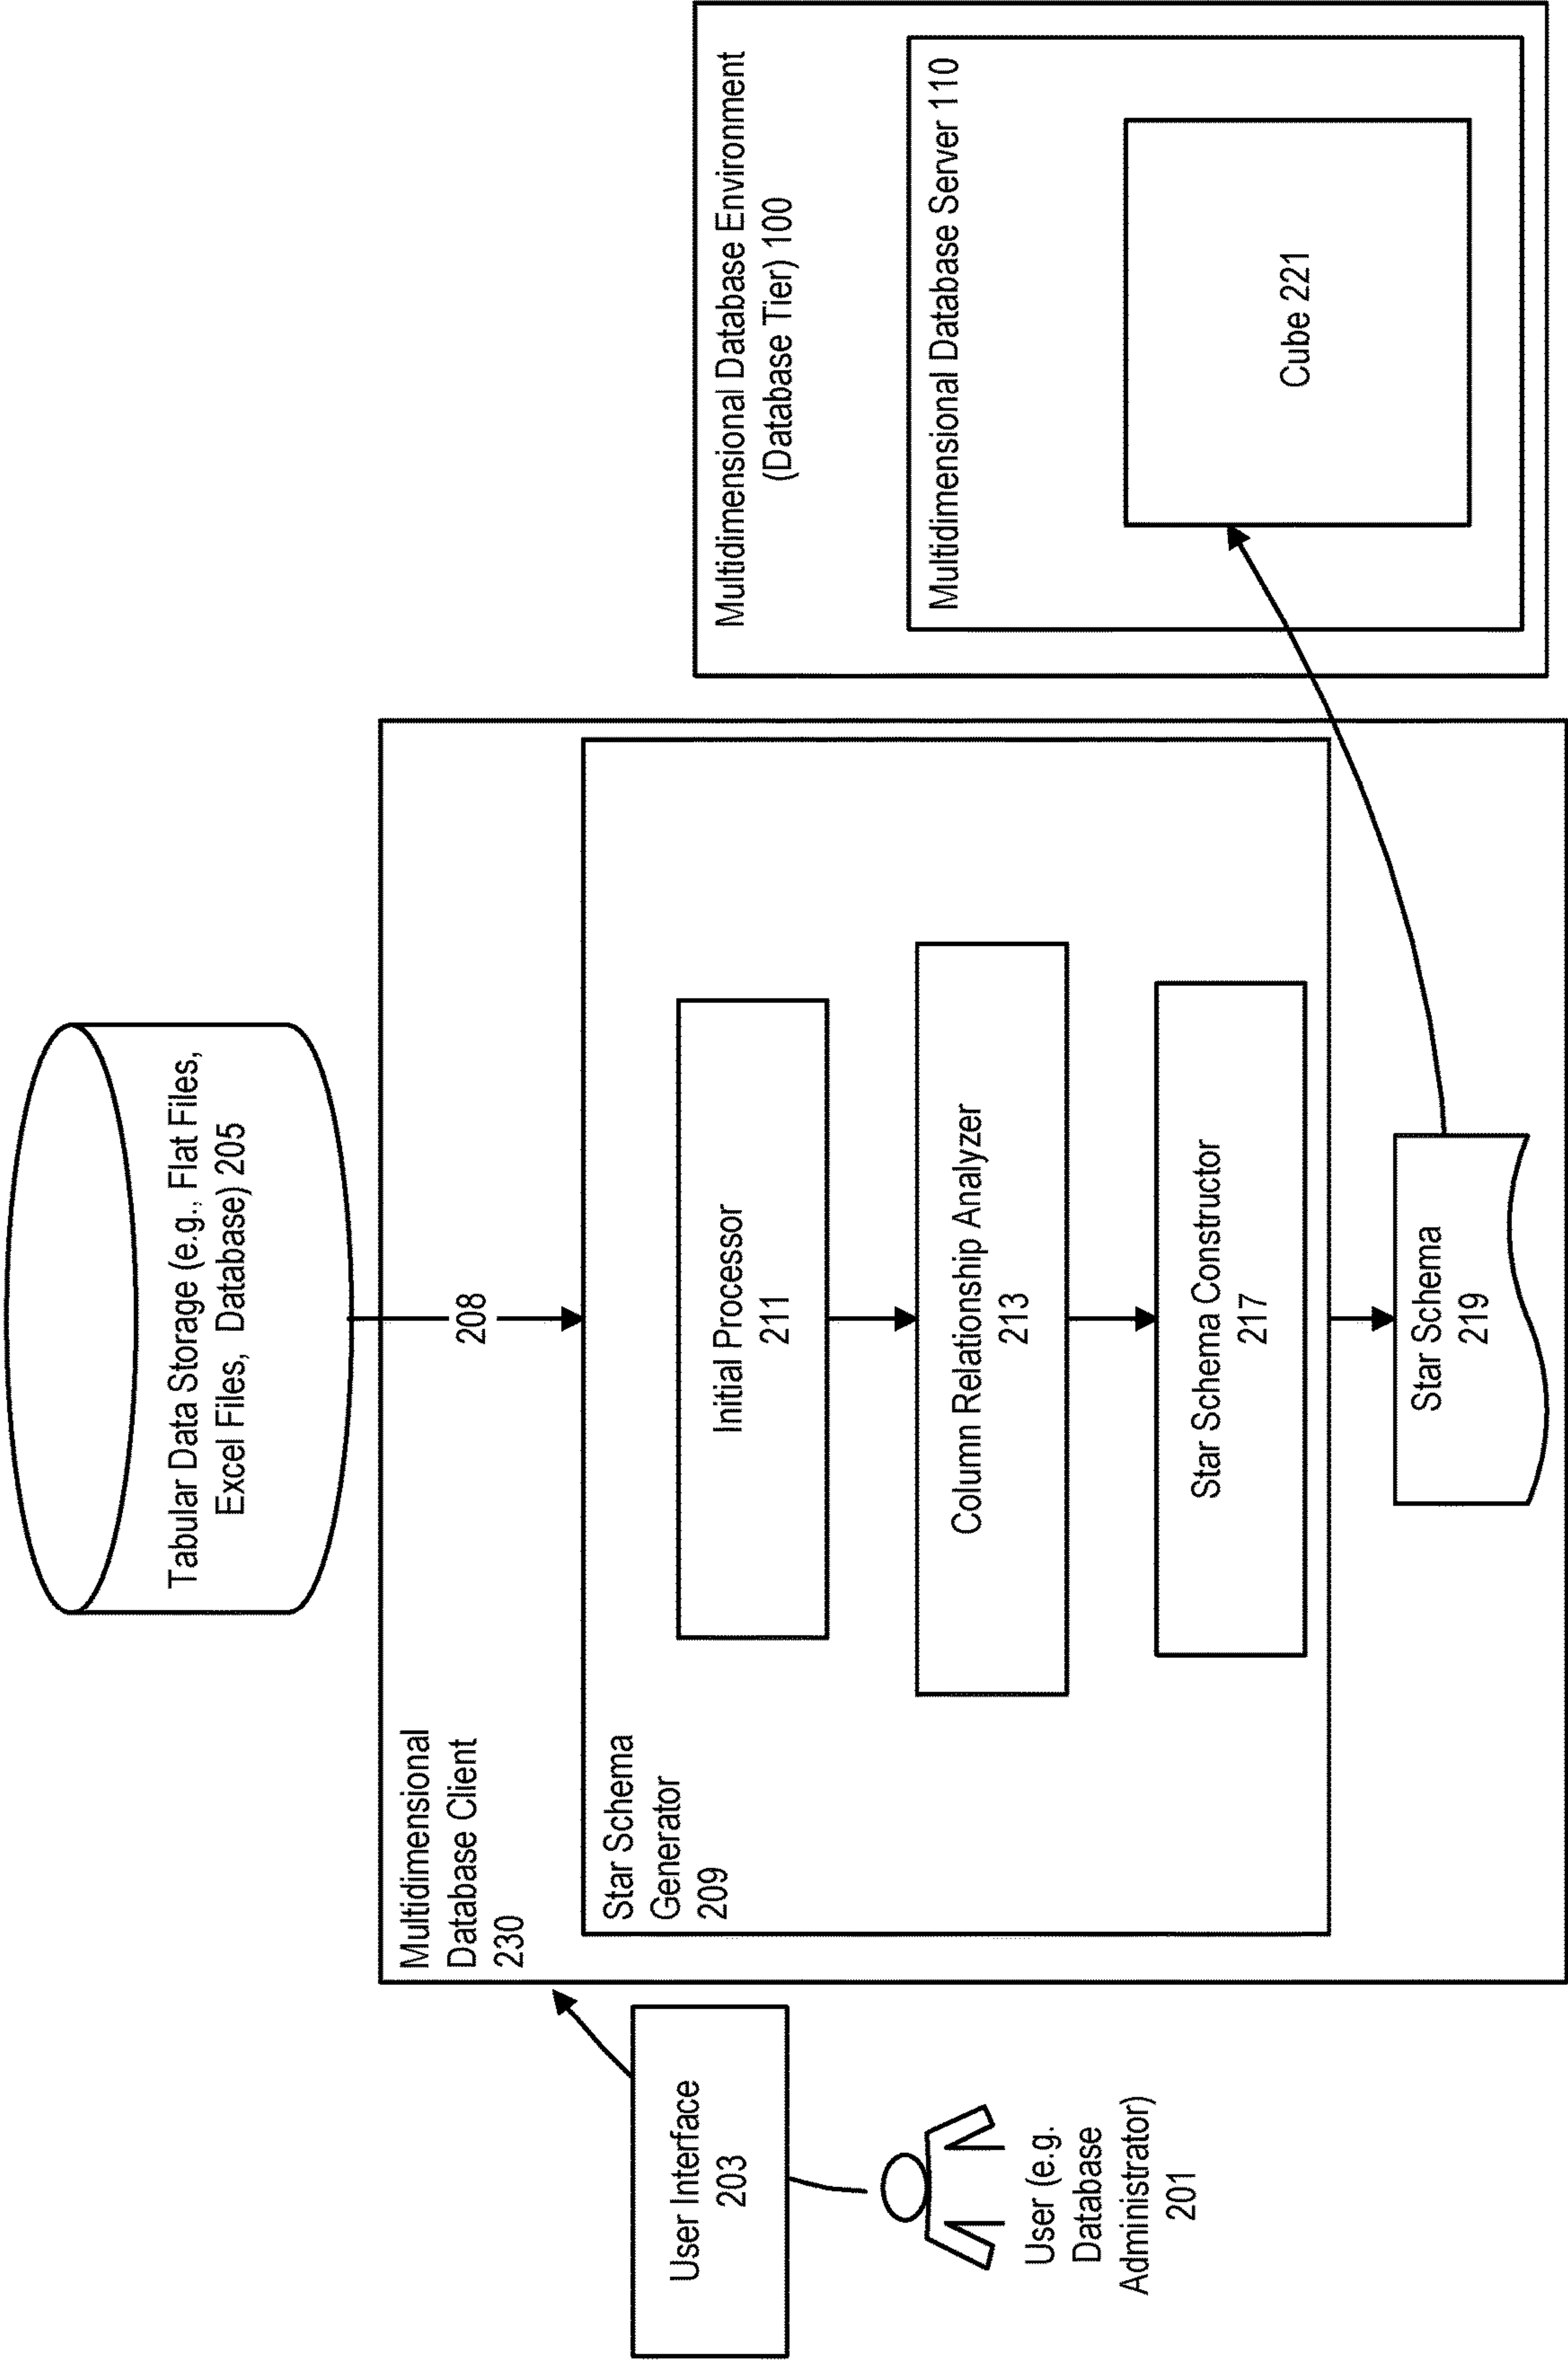 Tabular Data Storage (e.g., Flat Files,
Excel Files, Database) 205
208
Multidimensional
Database Client
230
Star Schema
Generator
209
Initial Processor
211
Column Relationship Analyzer
213
Star Schema Constructor
217
Star Schema
219
User Interface
203
User (e.g.
Database
Administrator)
201
Multidimensional Database Environment
(Database Tier) 100
Multidimensional Database Server 110
Cube 221